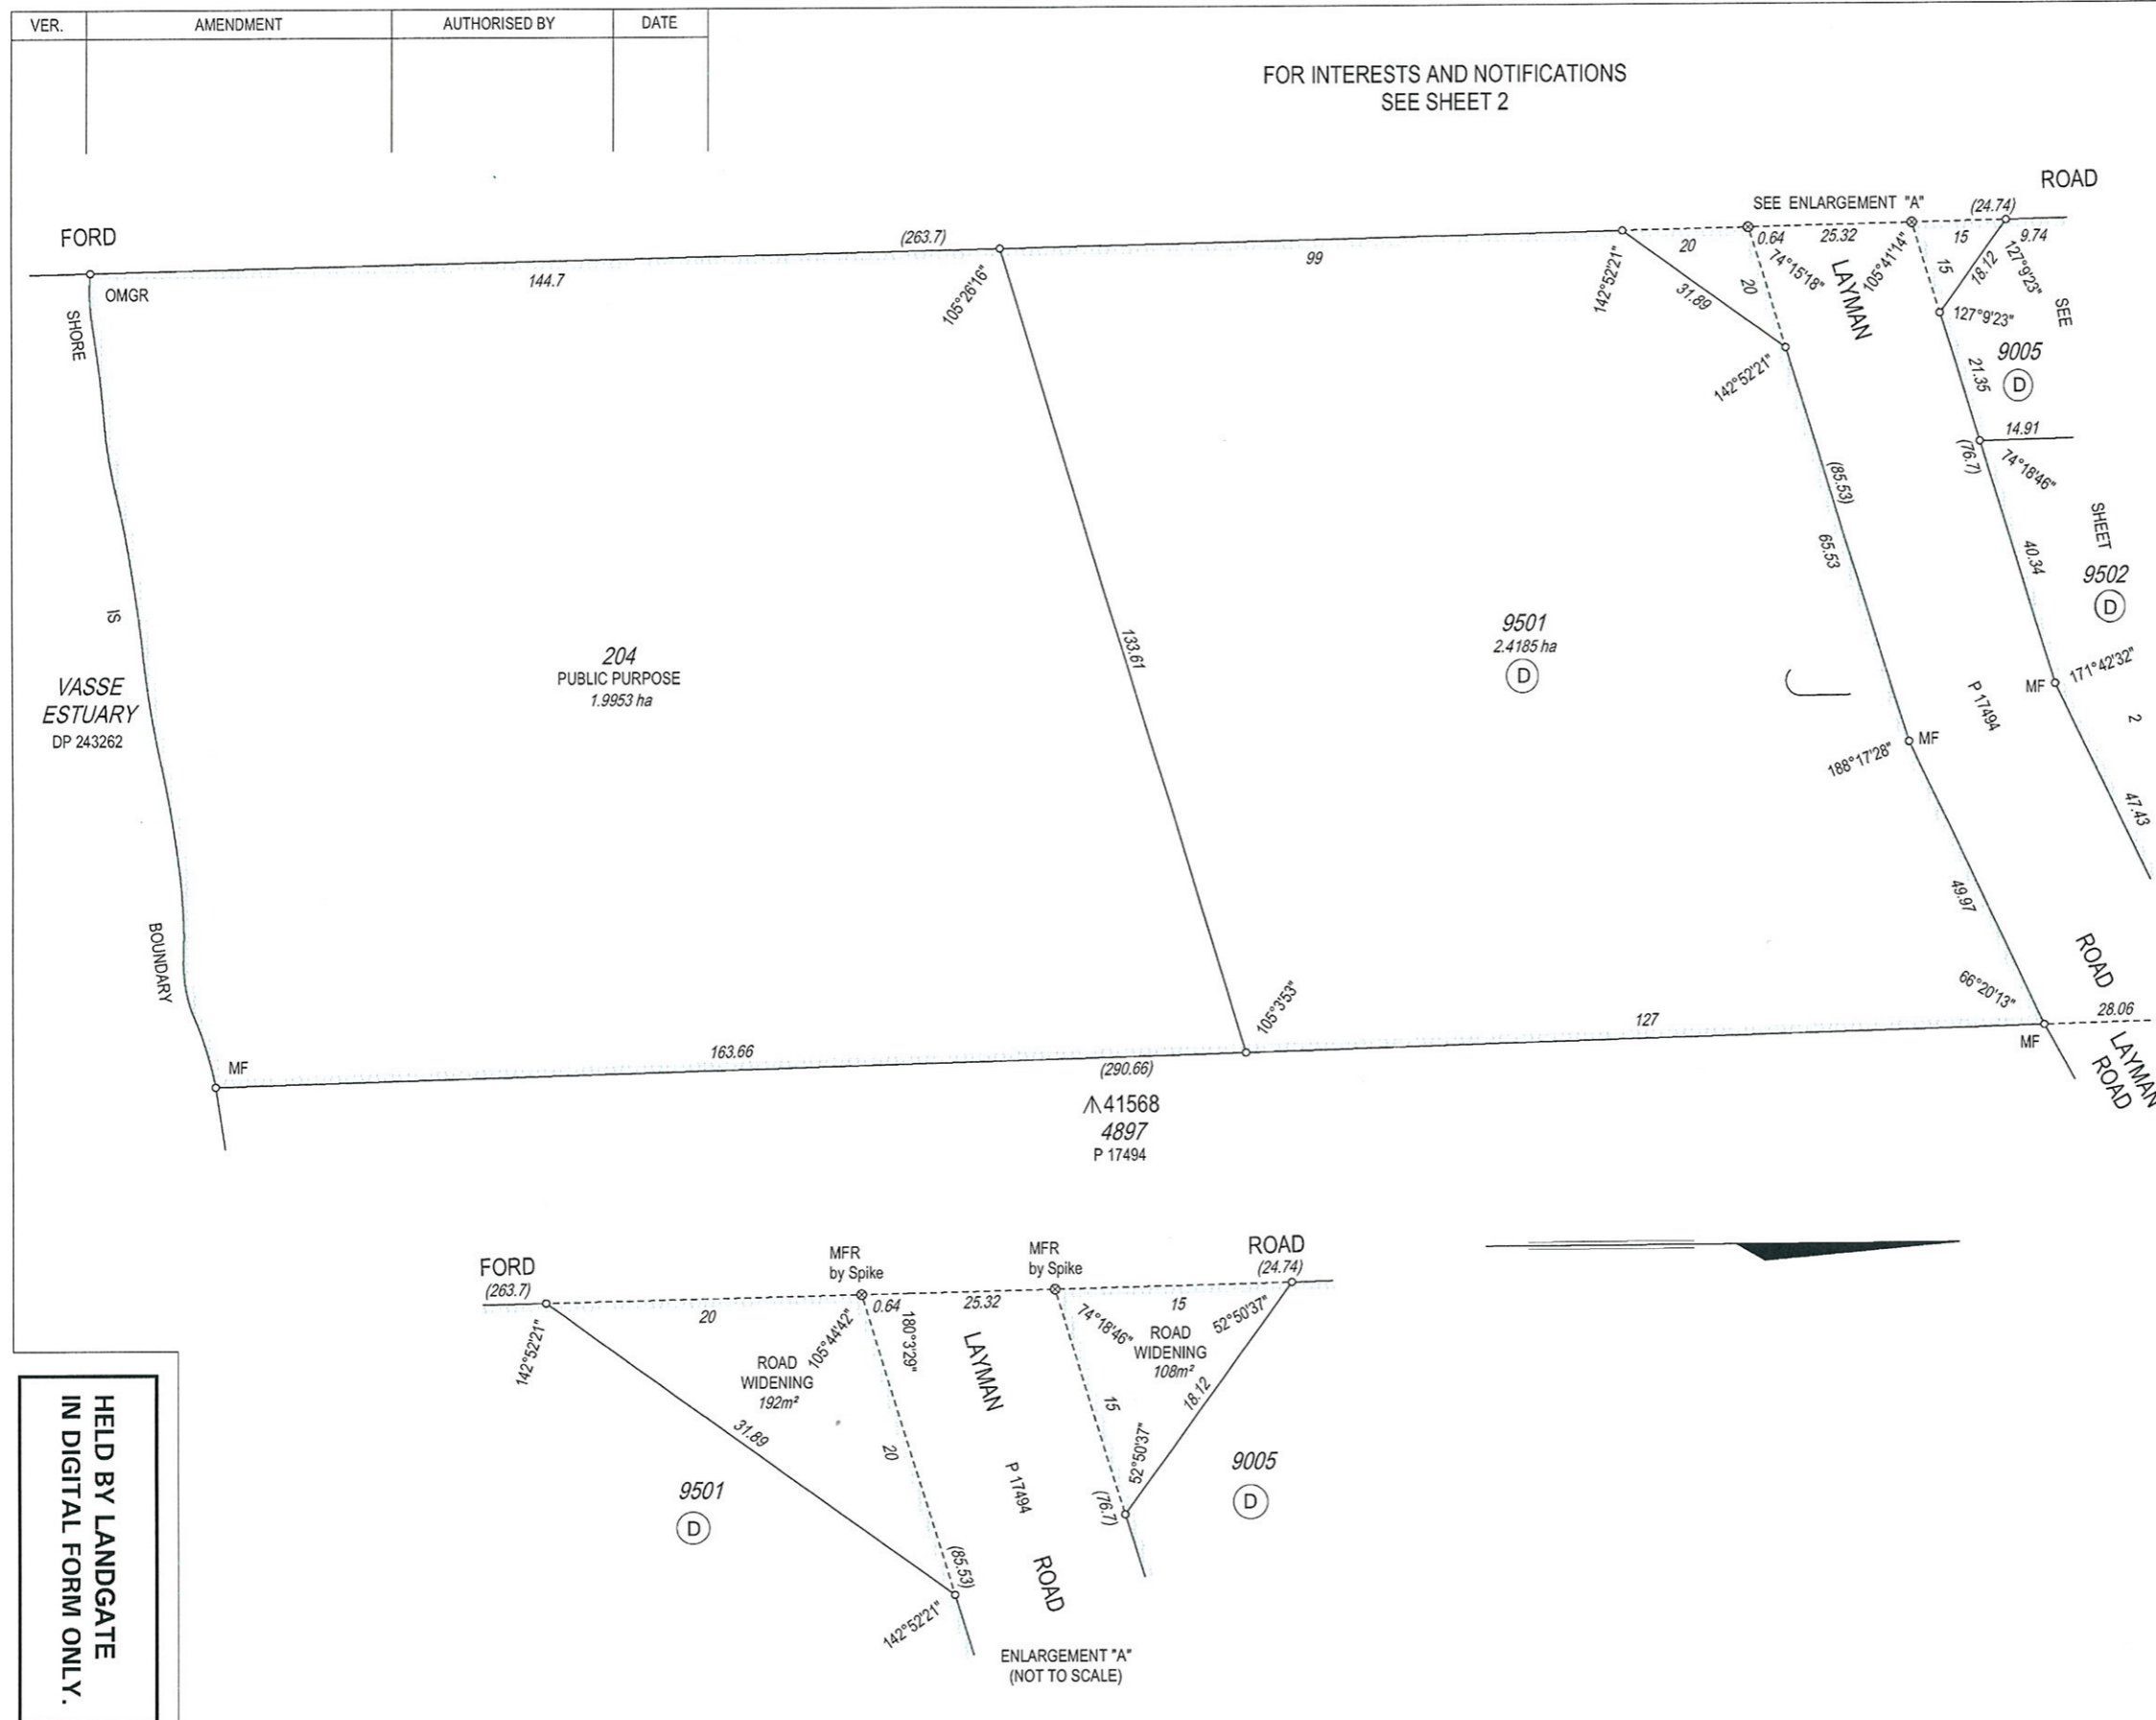 VER.
AMENDMENT
AUTHORISED BY
DATE
FOR INTERESTS AND NOTIFICATIONS
SEE SHEET 2
FORD
ROAD
SEE ENLARGEMENT "A"
(24.74)
(263.7)
144.7
99
20
0.64
25.32
15
9.74
OMGR
105°26'16"
142°52'21"
31.89
20
74°15'18"
LAYMAN
105°41'14"
15
18.12
127°9'23"
SEE
127°9'23"
9005
D
142°52'21"
21.35
14.91
(76.7)
74°18'46"
SHORE
IS
BOUNDARY
(85.53)
65.53
40.34
SHEET
9502
D
2
VASSE
ESTUARY
DP 243262
204
PUBLIC PURPOSE
1.9953 ha
133.61
9501
2.4185 ha
D
MF
171°42'32"
P 17494
188°17'28"
MF
47.43
49.97
ROAD
66°20'13"
105°3'53"
127
28.06
MF
LAYMAN
ROAD
MF
163.66
(290.66)
41568
4897
P 17494
FORD
(263.7)
MFR
by Spike
MFR
by Spike
ROAD
(24.74)
20
0.64
25.32
15
142°52'21"
105°44'42"
180°3'29"
74°18'46"
52°50'37"
ROAD
WIDENING
192m²
LAYMAN
ROAD
WIDENING
108m²
31.89
20
15
18.12
52°50'37"
9501
D
P 17494
(76.7)
9005
D
(85.53)
ROAD
142°52'21"
ENLARGEMENT "A"
(NOT TO SCALE)
HELD BY LANDGATE
IN DIGITAL FORM ONLY.